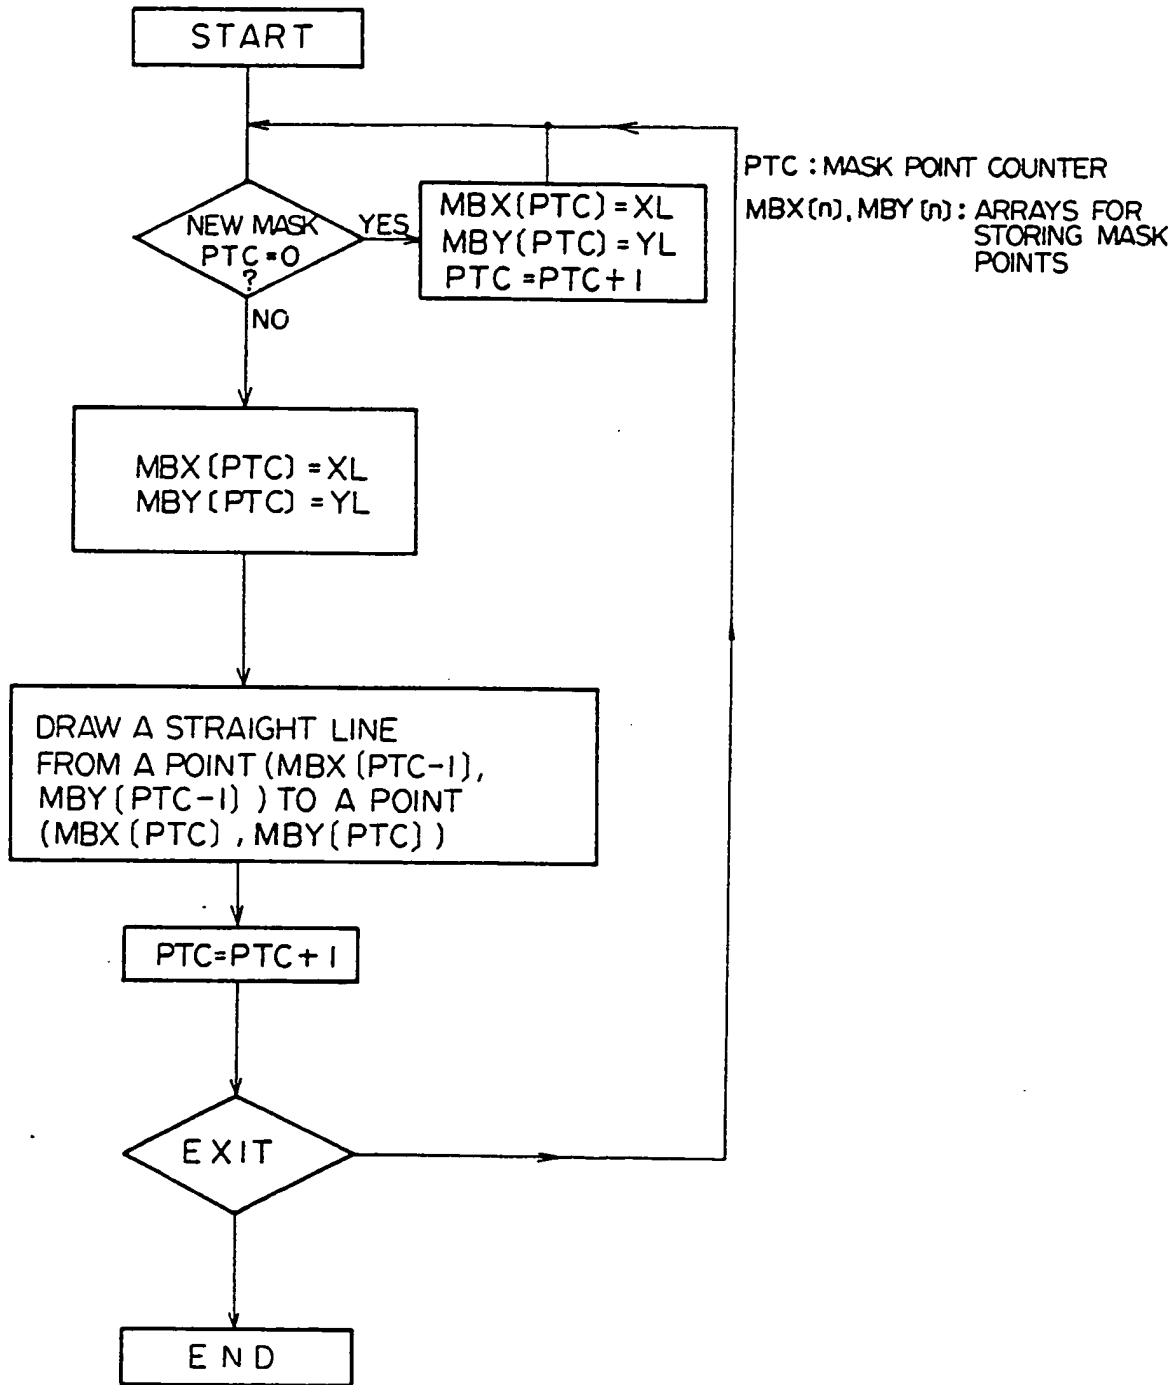 START
PTC : MASK POINT COUNTER
MBX(n), MBY(n) : ARRAYS FOR
STORING MASK
POINTS
NEW MASK
PTC=0
?
YES
MBX(PTC)=XL
MBY(PTC)=YL
PTC=PTC+1
NO
MBX(PTC)=XL
MBY(PTC)=YL
DRAW A STRAIGHT LINE
FROM A POINT (MBX(PTC-1),
MBY(PTC-1)) TO A POINT
(MBX(PTC), MBY(PTC))
PTC=PTC+1
EXIT
END